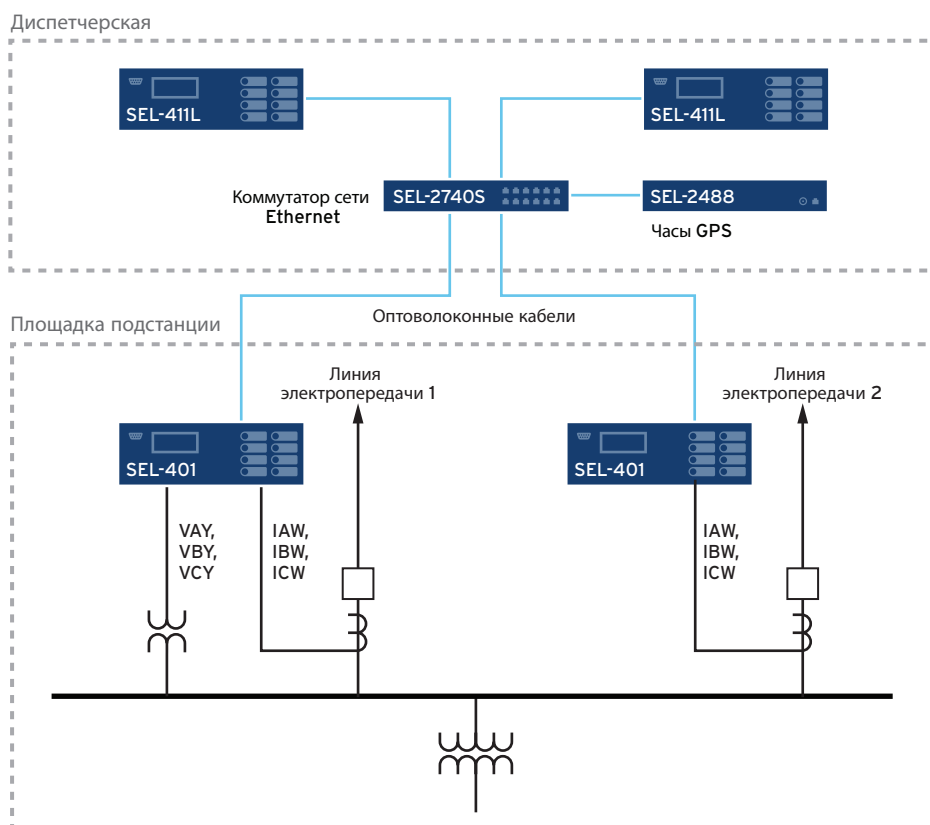 Диспетчерская
SEL-411L
SEL-411L
Коммутатор сети
Ethernet
SEL-2740S
SEL-2488
Часы GPS
Оптоволоконные кабели
Площадка подстанции
Линия
электропередачи 1
Линия
электропередачи 2
SEL-401
SEL-401
VAY,
VBY,
VCY
IAW,
IBW,
ICW
IAW,
IBW,
ICW